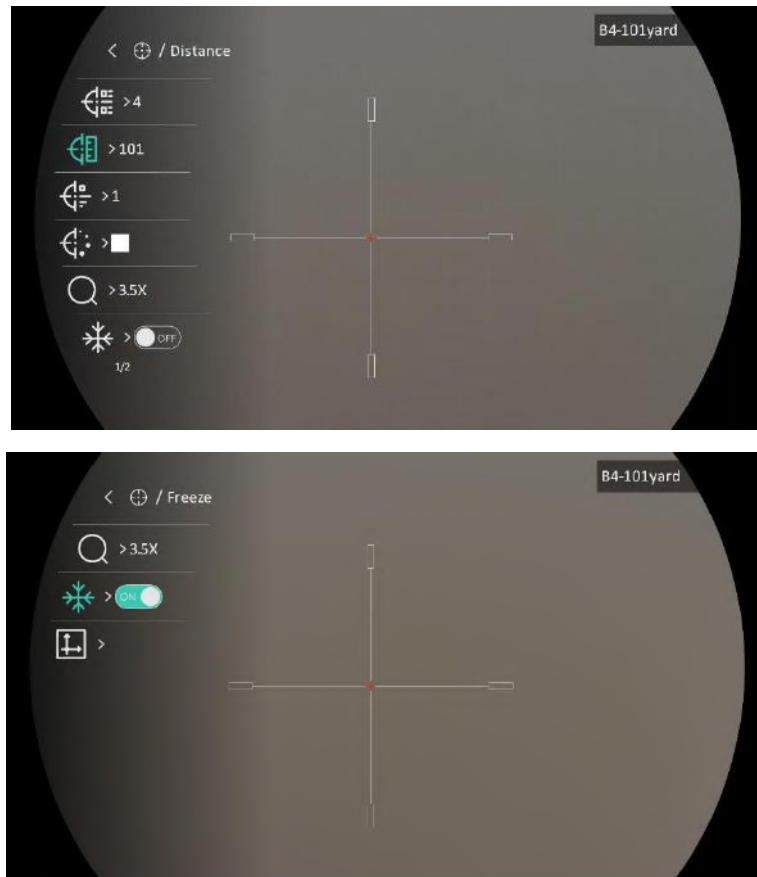 B4-101yard
< / Distance
>4
>101
>1
>
>3.5X
> OFF
1/2
B4-101yard
< / Freeze
>3.5X
> ON
>